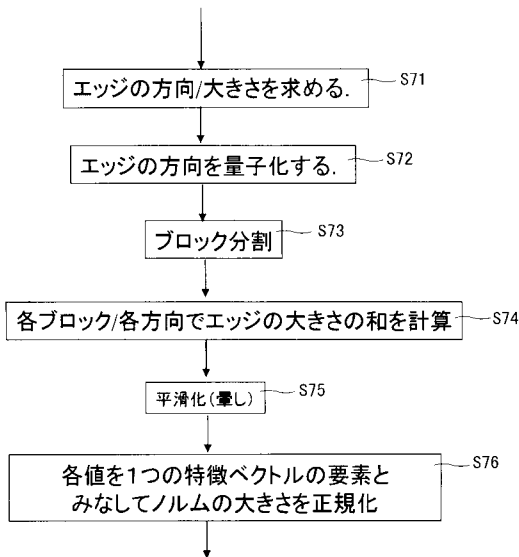 エッジの方向/大きさを求める.
S71
エッジの方向を量子化する.
S72
ブロック分割
S73
各ブロック/各方向でエッジの大きさの和を計算
S74
平滑化(暈し)
S75
各値を1つの特徴ベクトルの要素と
みなしてノルムの大きさを正規化
S76